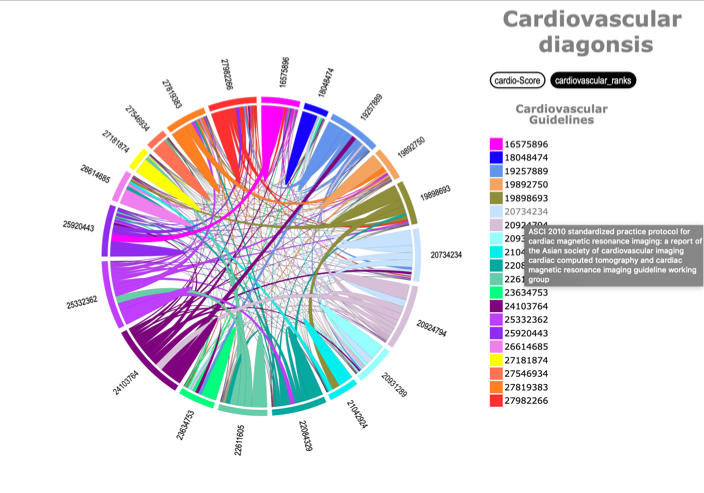 Cardiovascular
diagonsis
cardio-Score
cardiovascular_ranks
Cardiovascular
Guidelines
16575896
18048474
19257889
19892750
19898693
20734234
ASCI 2010 standardized practice protocol for
cardiac magnetic resonance imaging: a report of
the Asian society of cardiovascular imaging
cardiac computed tomography and cardiac
magnetic resonance imaging guideline working
group
23634753
24103764
25332362
25920443
26614685
27181874
27546934
27819383
27982266
16575896
18048474
19257889
19892750
19898693
20734234
20924794
20931289
21042924
22084329
22611605
23634753
24103764
25332362
25920443
26614685
27181874
27546934
27819383
27982266